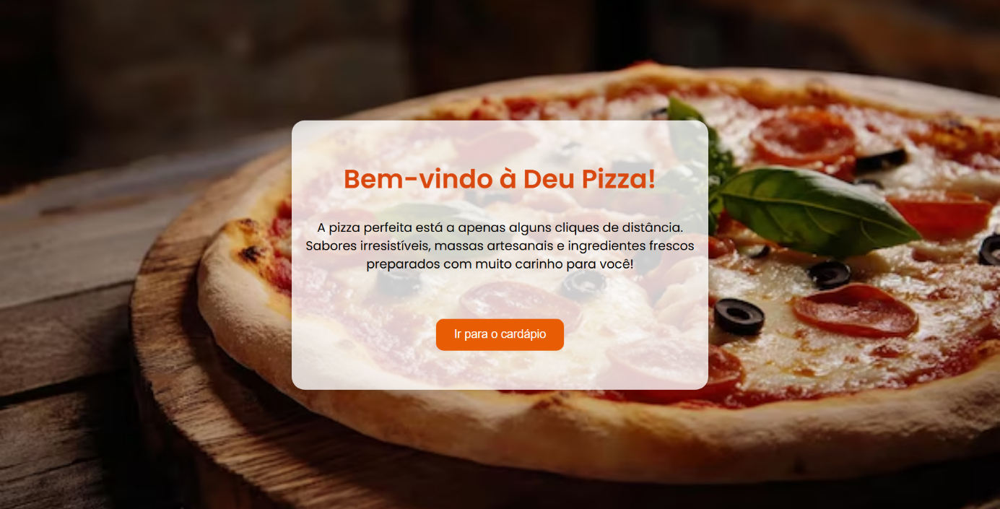 Bem-vindo à Deu Pizza!
A pizza perfeita está a apenas alguns cliques de distância.
Sabores irresistíveis, massas artesanais e ingredientes frescos
preparados com muito carinho para você!
Ir para o cardápio